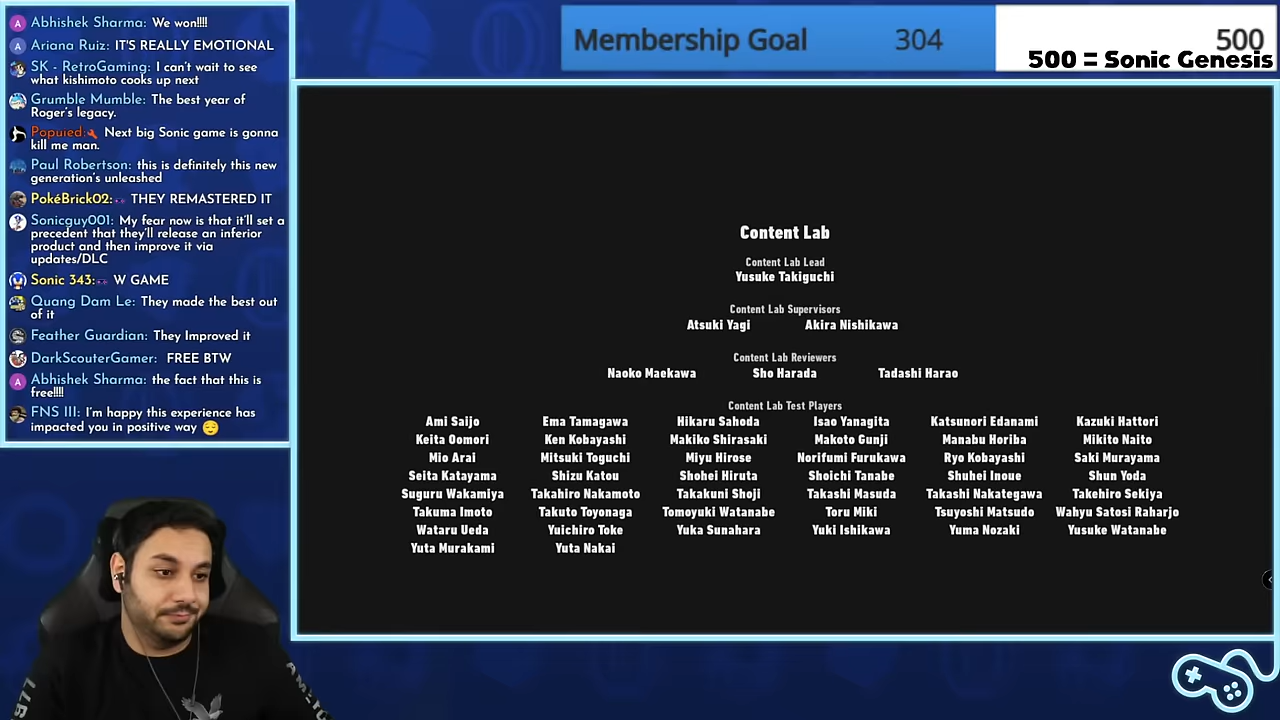 Abhishek Sharma: We won!!!!
Ariana Ruiz: IT'S REALLY EMOTIONAL
SK - RetroGaming: I can't wait to see
what kishimoto cooks up next
Grumble Mumble: The best year of
Roger's legacy.
Popuied: Next big Sonic game is gonna
kill me man.
Paul Robertson: this is definitely this new
generation's unleashed
PokéBrick02: THEY REMASTERED IT
Sonicguy001: My fear now is that it'll set a
precedent that they'll release an inferior
product and then improve it via
updates/DLC
Sonic 343: W GAME
Quang Dam Le: They made the best out
of it
Feather Guardian: They Improved it
DarkScouterGamer: FREE BTW
Abhishek Sharma: the fact that this is
free!!!!
FNS III: I'm happy this experience has
impacted you in positive way 😌
Membership Goal 304 500
500 = Sonic Genesis
Content Lab
Content Lab Lead
Yusuke Takiguchi
Content Lab Supervisors
Atsuki Yagi Akira Nishikawa
Content Lab Reviewers
Naoko Maekawa Sho Harada Tadashi Harao
Content Lab Test Players
Ami Saijo Ema Tamagawa Hikaru Sahoda Isao Yanagita Katsunori Edanami Kazuki Hattori
Keita Oomori Ken Kobayashi Makiko Shirasaki Makoto Gunji Manabu Horiba Mikito Naito
Mio Arai Mitsuki Toguchi Miyu Hirose Norifumi Furukawa Ryo Kobayashi Saki Murayama
Seita Katayama Shizu Katou Shohei Hiruta Shoichi Tanabe Shuhei Inoue Shun Yoda
Suguru Wakamiya Takahiro Nakamoto Takakuni Shoji Takashi Masuda Takashi Nakategawa Takehiro Sekiya
Takuma Imoto Takuto Toyonaga Tomoyuki Watanabe Toru Miki Tsuyoshi Matsudo Wahyu Satosi Raharjo
Wataru Ueda Yuichiro Toke Yuka Sunahara Yuki Ishikawa Yuma Nozaki Yusuke Watanabe
Yuta Murakami Yuta Nakai